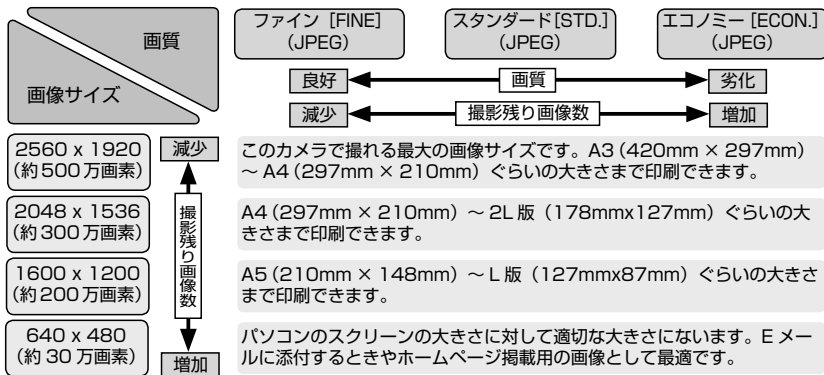 画質
画像サイズ
ファイン [FINE]
(JPEG)
スタンダード[STD.]
(JPEG)
エコノミー [ECON.]
(JPEG)
良好
画質
劣化
減少
撮影残り画像数
増加
2560 x 1920
(約500万画素)
減少
このカメラで撮れる最大の画像サイズです。A3(420mm × 297mm)
〜 A4(297mm × 210mm)ぐらいの大きさまで印刷できます。
2048 x 1536
(約300万画素)
撮影残り画像数
A4(297mm × 210mm)〜 2L 版(178mmx127mm)ぐらいの大
きさまで印刷できます。
1600 x 1200
(約200万画素)
A5(210mm × 148mm)〜 L 版(127mmx87mm)ぐらいの大きさ
まで印刷できます。
640 x 480
(約 30 万画素)
増加
パソコンのスクリーンの大きさに対して適切な大きさにないます。E メー
ルに添付するときやホームページ掲載用の画像として最適です。